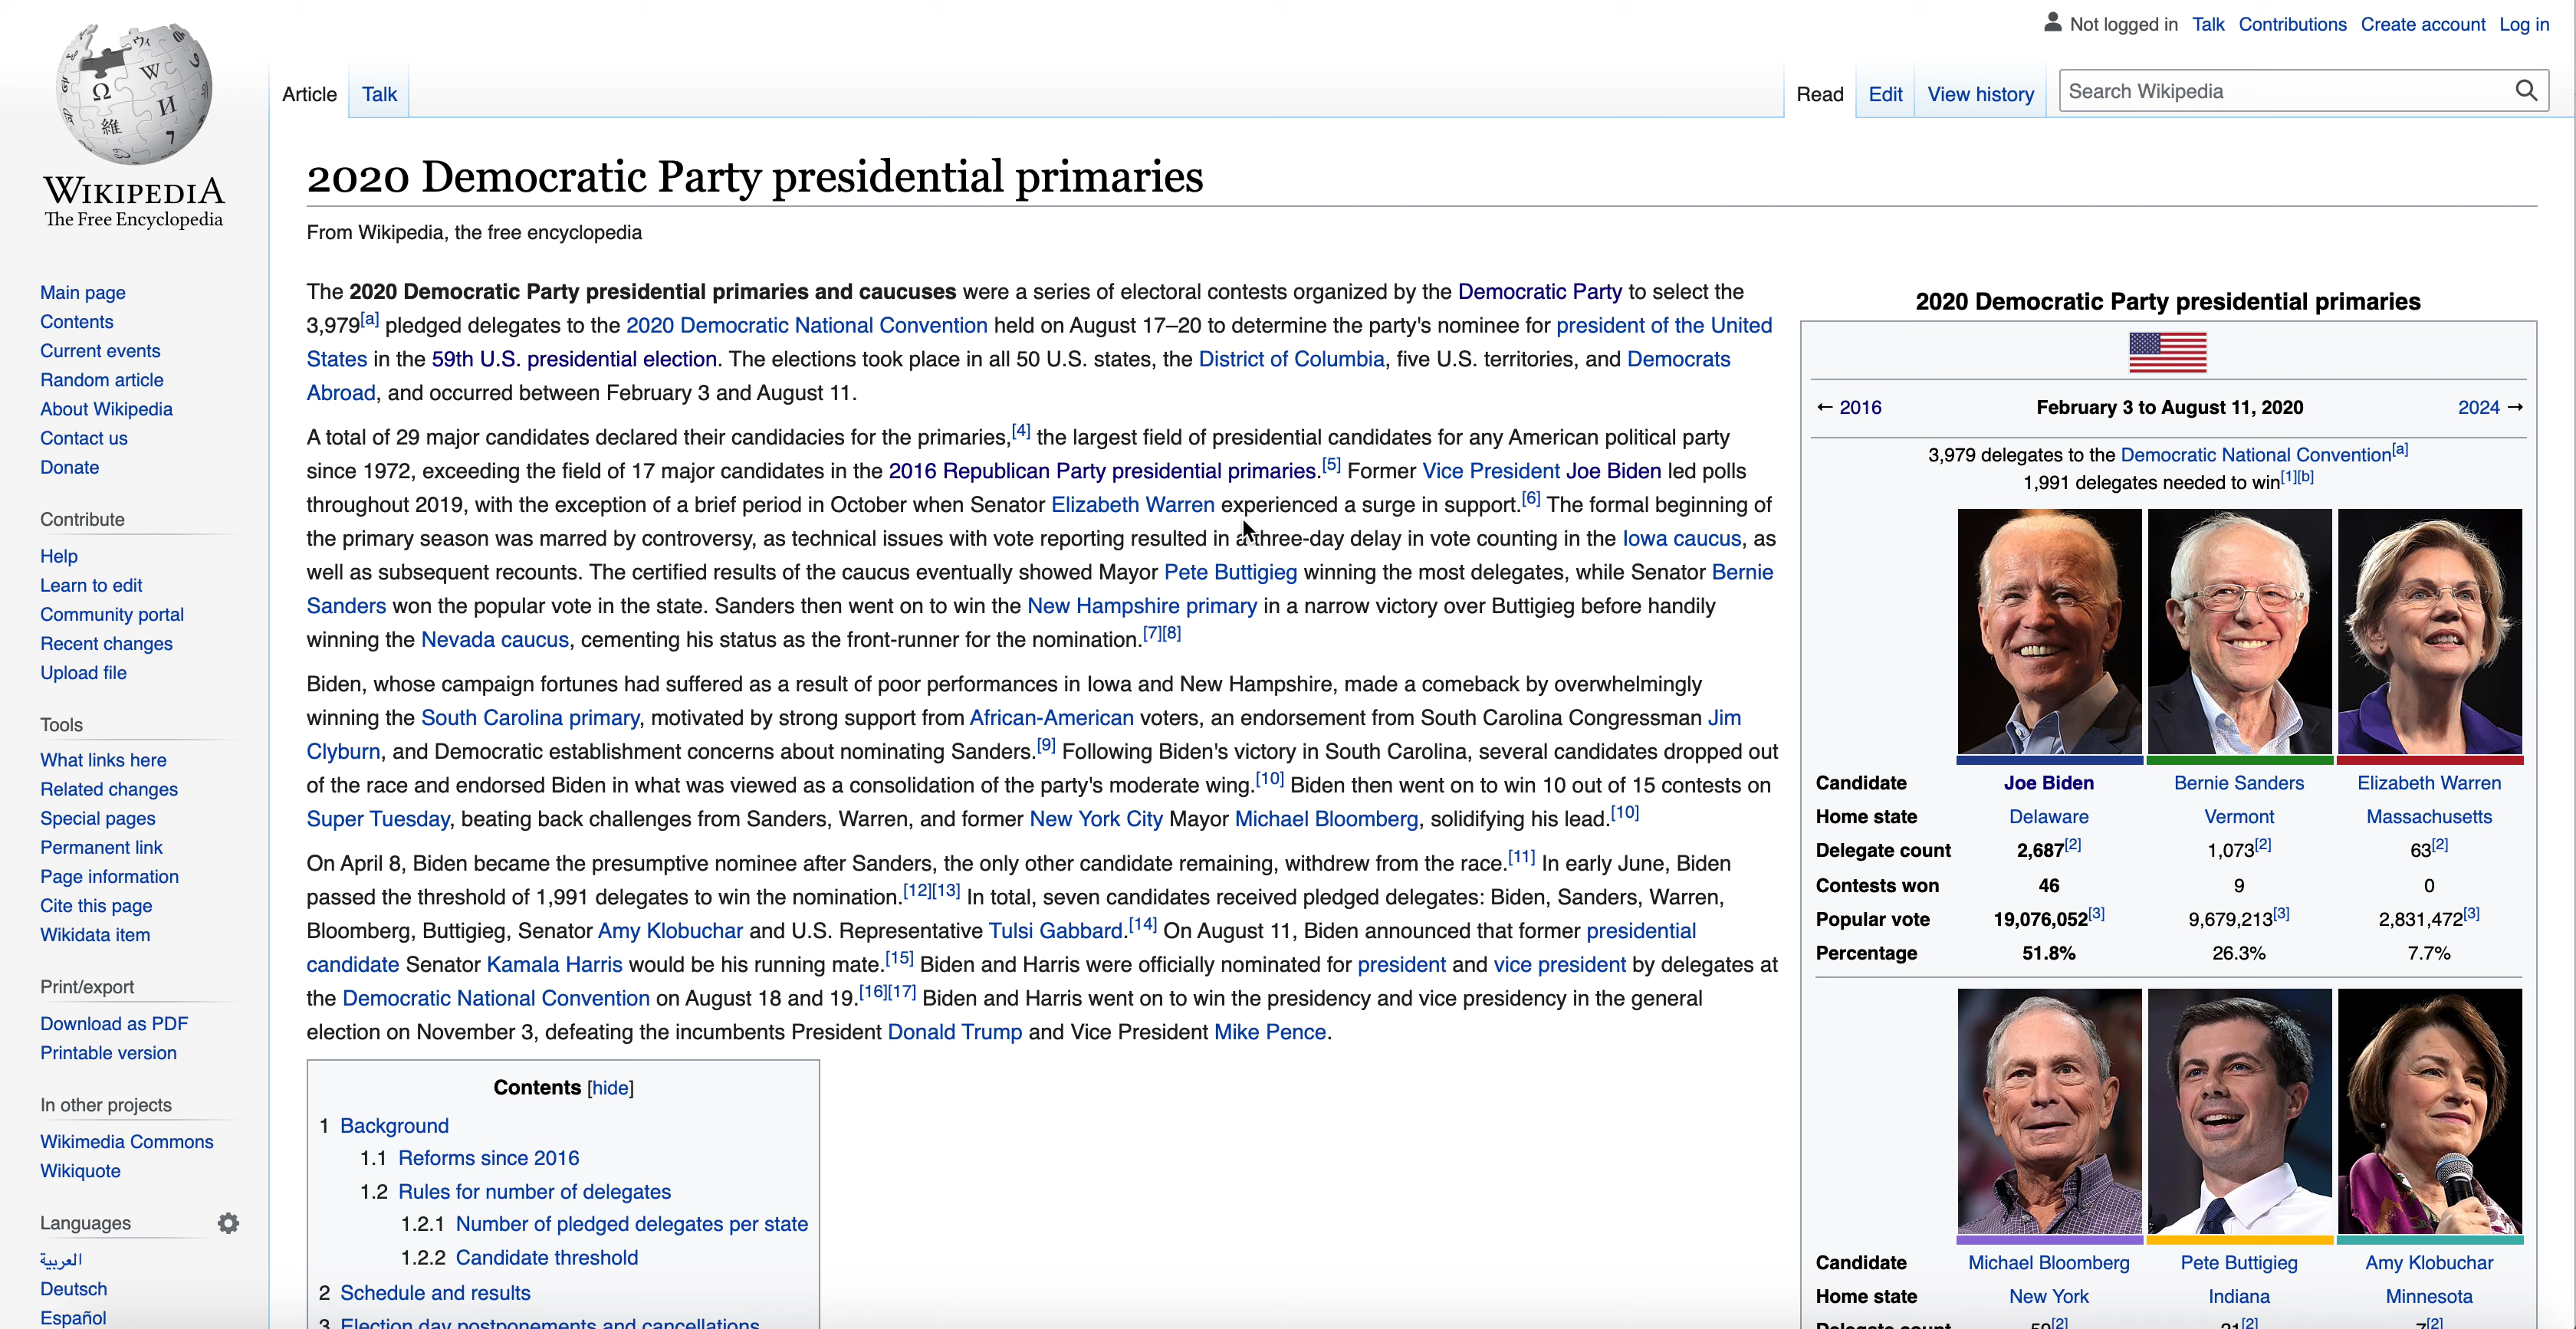 Not logged in Talk Contributions Create account Log in
Article Talk Read Edit View history Search Wikipedia
WIKIPEDIA
The Free Encyclopedia
Main page
Contents
Current events
Random article
About Wikipedia
Contact us
Donate
Contribute
Help
Learn to edit
Community portal
Recent changes
Upload file
Tools
What links here
Related changes
Special pages
Permanent link
Page information
Cite this page
Wikidata item
Print/export
Download as PDF
Printable version
In other projects
Wikimedia Commons
Wikiquote
Languages
العربية
Deutsch
Español
2020 Democratic Party presidential primaries
From Wikipedia, the free encyclopedia
The 2020 Democratic Party presidential primaries and caucuses were a series of electoral contests organized by the Democratic Party to select the
3,979[a] pledged delegates to the 2020 Democratic National Convention held on August 17–20 to determine the party's nominee for president of the United
States in the 59th U.S. presidential election. The elections took place in all 50 U.S. states, the District of Columbia, five U.S. territories, and Democrats
Abroad, and occurred between February 3 and August 11.
A total of 29 major candidates declared their candidacies for the primaries,[4] the largest field of presidential candidates for any American political party
since 1972, exceeding the field of 17 major candidates in the 2016 Republican Party presidential primaries.[5] Former Vice President Joe Biden led polls
throughout 2019, with the exception of a brief period in October when Senator Elizabeth Warren experienced a surge in support.[6] The formal beginning of
the primary season was marred by controversy, as technical issues with vote reporting resulted in a three-day delay in vote counting in the Iowa caucus, as
well as subsequent recounts. The certified results of the caucus eventually showed Mayor Pete Buttigieg winning the most delegates, while Senator Bernie
Sanders won the popular vote in the state. Sanders then went on to win the New Hampshire primary in a narrow victory over Buttigieg before handily
winning the Nevada caucus, cementing his status as the front-runner for the nomination.[7][8]
Biden, whose campaign fortunes had suffered as a result of poor performances in Iowa and New Hampshire, made a comeback by overwhelmingly
winning the South Carolina primary, motivated by strong support from African-American voters, an endorsement from South Carolina Congressman Jim
Clyburn, and Democratic establishment concerns about nominating Sanders.[9] Following Biden's victory in South Carolina, several candidates dropped out
of the race and endorsed Biden in what was viewed as a consolidation of the party's moderate wing.[10] Biden then went on to win 10 out of 15 contests on
Super Tuesday, beating back challenges from Sanders, Warren, and former New York City Mayor Michael Bloomberg, solidifying his lead.[10]
On April 8, Biden became the presumptive nominee after Sanders, the only other candidate remaining, withdrew from the race.[11] In early June, Biden
passed the threshold of 1,991 delegates to win the nomination.[12][13] In total, seven candidates received pledged delegates: Biden, Sanders, Warren,
Bloomberg, Buttigieg, Senator Amy Klobuchar and U.S. Representative Tulsi Gabbard.[14] On August 11, Biden announced that former presidential
candidate Senator Kamala Harris would be his running mate.[15] Biden and Harris were officially nominated for president and vice president by delegates at
the Democratic National Convention on August 18 and 19.[16][17] Biden and Harris went on to win the presidency and vice presidency in the general
election on November 3, defeating the incumbents President Donald Trump and Vice President Mike Pence.
Contents [hide]
1 Background
1.1 Reforms since 2016
1.2 Rules for number of delegates
1.2.1 Number of pledged delegates per state
1.2.2 Candidate threshold
2 Schedule and results
3 Election day postponements and cancellations
2020 Democratic Party presidential primaries
← 2016 February 3 to August 11, 2020 2024 →
3,979 delegates to the Democratic National Convention[a]
1,991 delegates needed to win[1][b]
Candidate Joe Biden Bernie Sanders Elizabeth Warren
Home state Delaware Vermont Massachusetts
Delegate count 2,687[2] 1,073[2] 63[2]
Contests won 46 9 0
Popular vote 19,076,052[3] 9,679,213[3] 2,831,472[3]
Percentage 51.8% 26.3% 7.7%
Candidate Michael Bloomberg Pete Buttigieg Amy Klobuchar
Home state New York Indiana Minnesota
Delegate count 59[2] 21[2] 7[2]